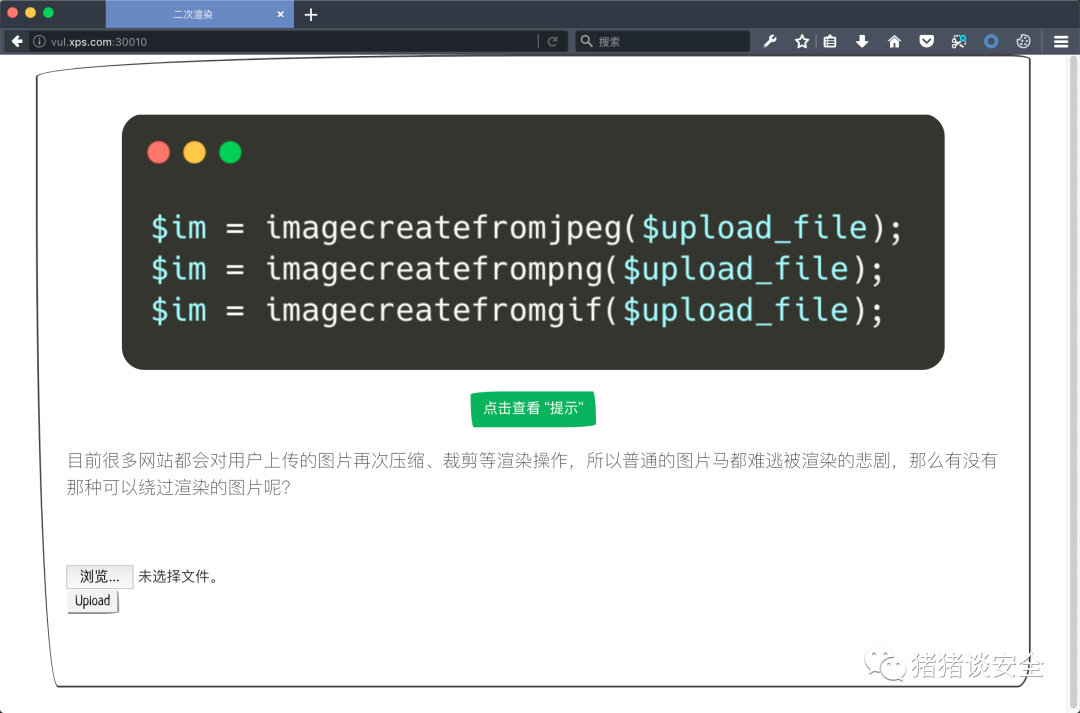 二次渲染
vul.xps.com:30010
搜索
$im = imagecreatefromjpeg($upload_file);
$im = imagecreatefrompng($upload_file);
$im = imagecreatefromgif($upload_file);
点击查看 “提示”
目前很多网站都会对用户上传的图片再次压缩、裁剪等渲染操作，所以普通的图片马都难逃被渲染的悲剧，那么有没有
那种可以绕过渲染的图片呢？
浏览... 未选择文件。
Upload
猪猪谈安全